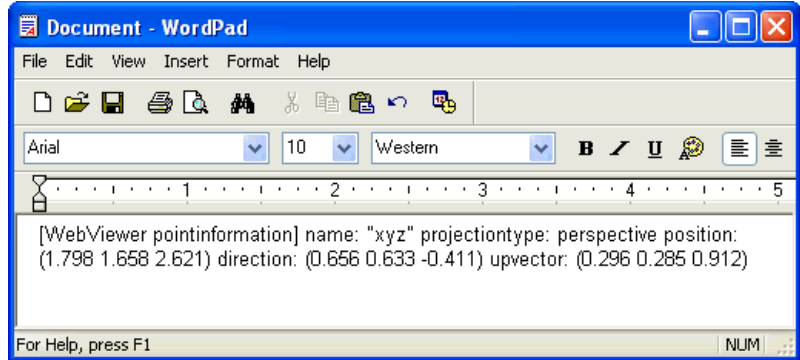 Document - WordPad
File Edit View Insert Format Help
Arial 10 Western B / U
1 2 3 4 5
[WebViewer pointinformation] name: "xyz" projectiontype: perspective position:
(1.798 1.658 2.621) direction: (0.656 0.633 -0.411) upvector: (0.296 0.285 0.912)
For Help, press F1 NUM